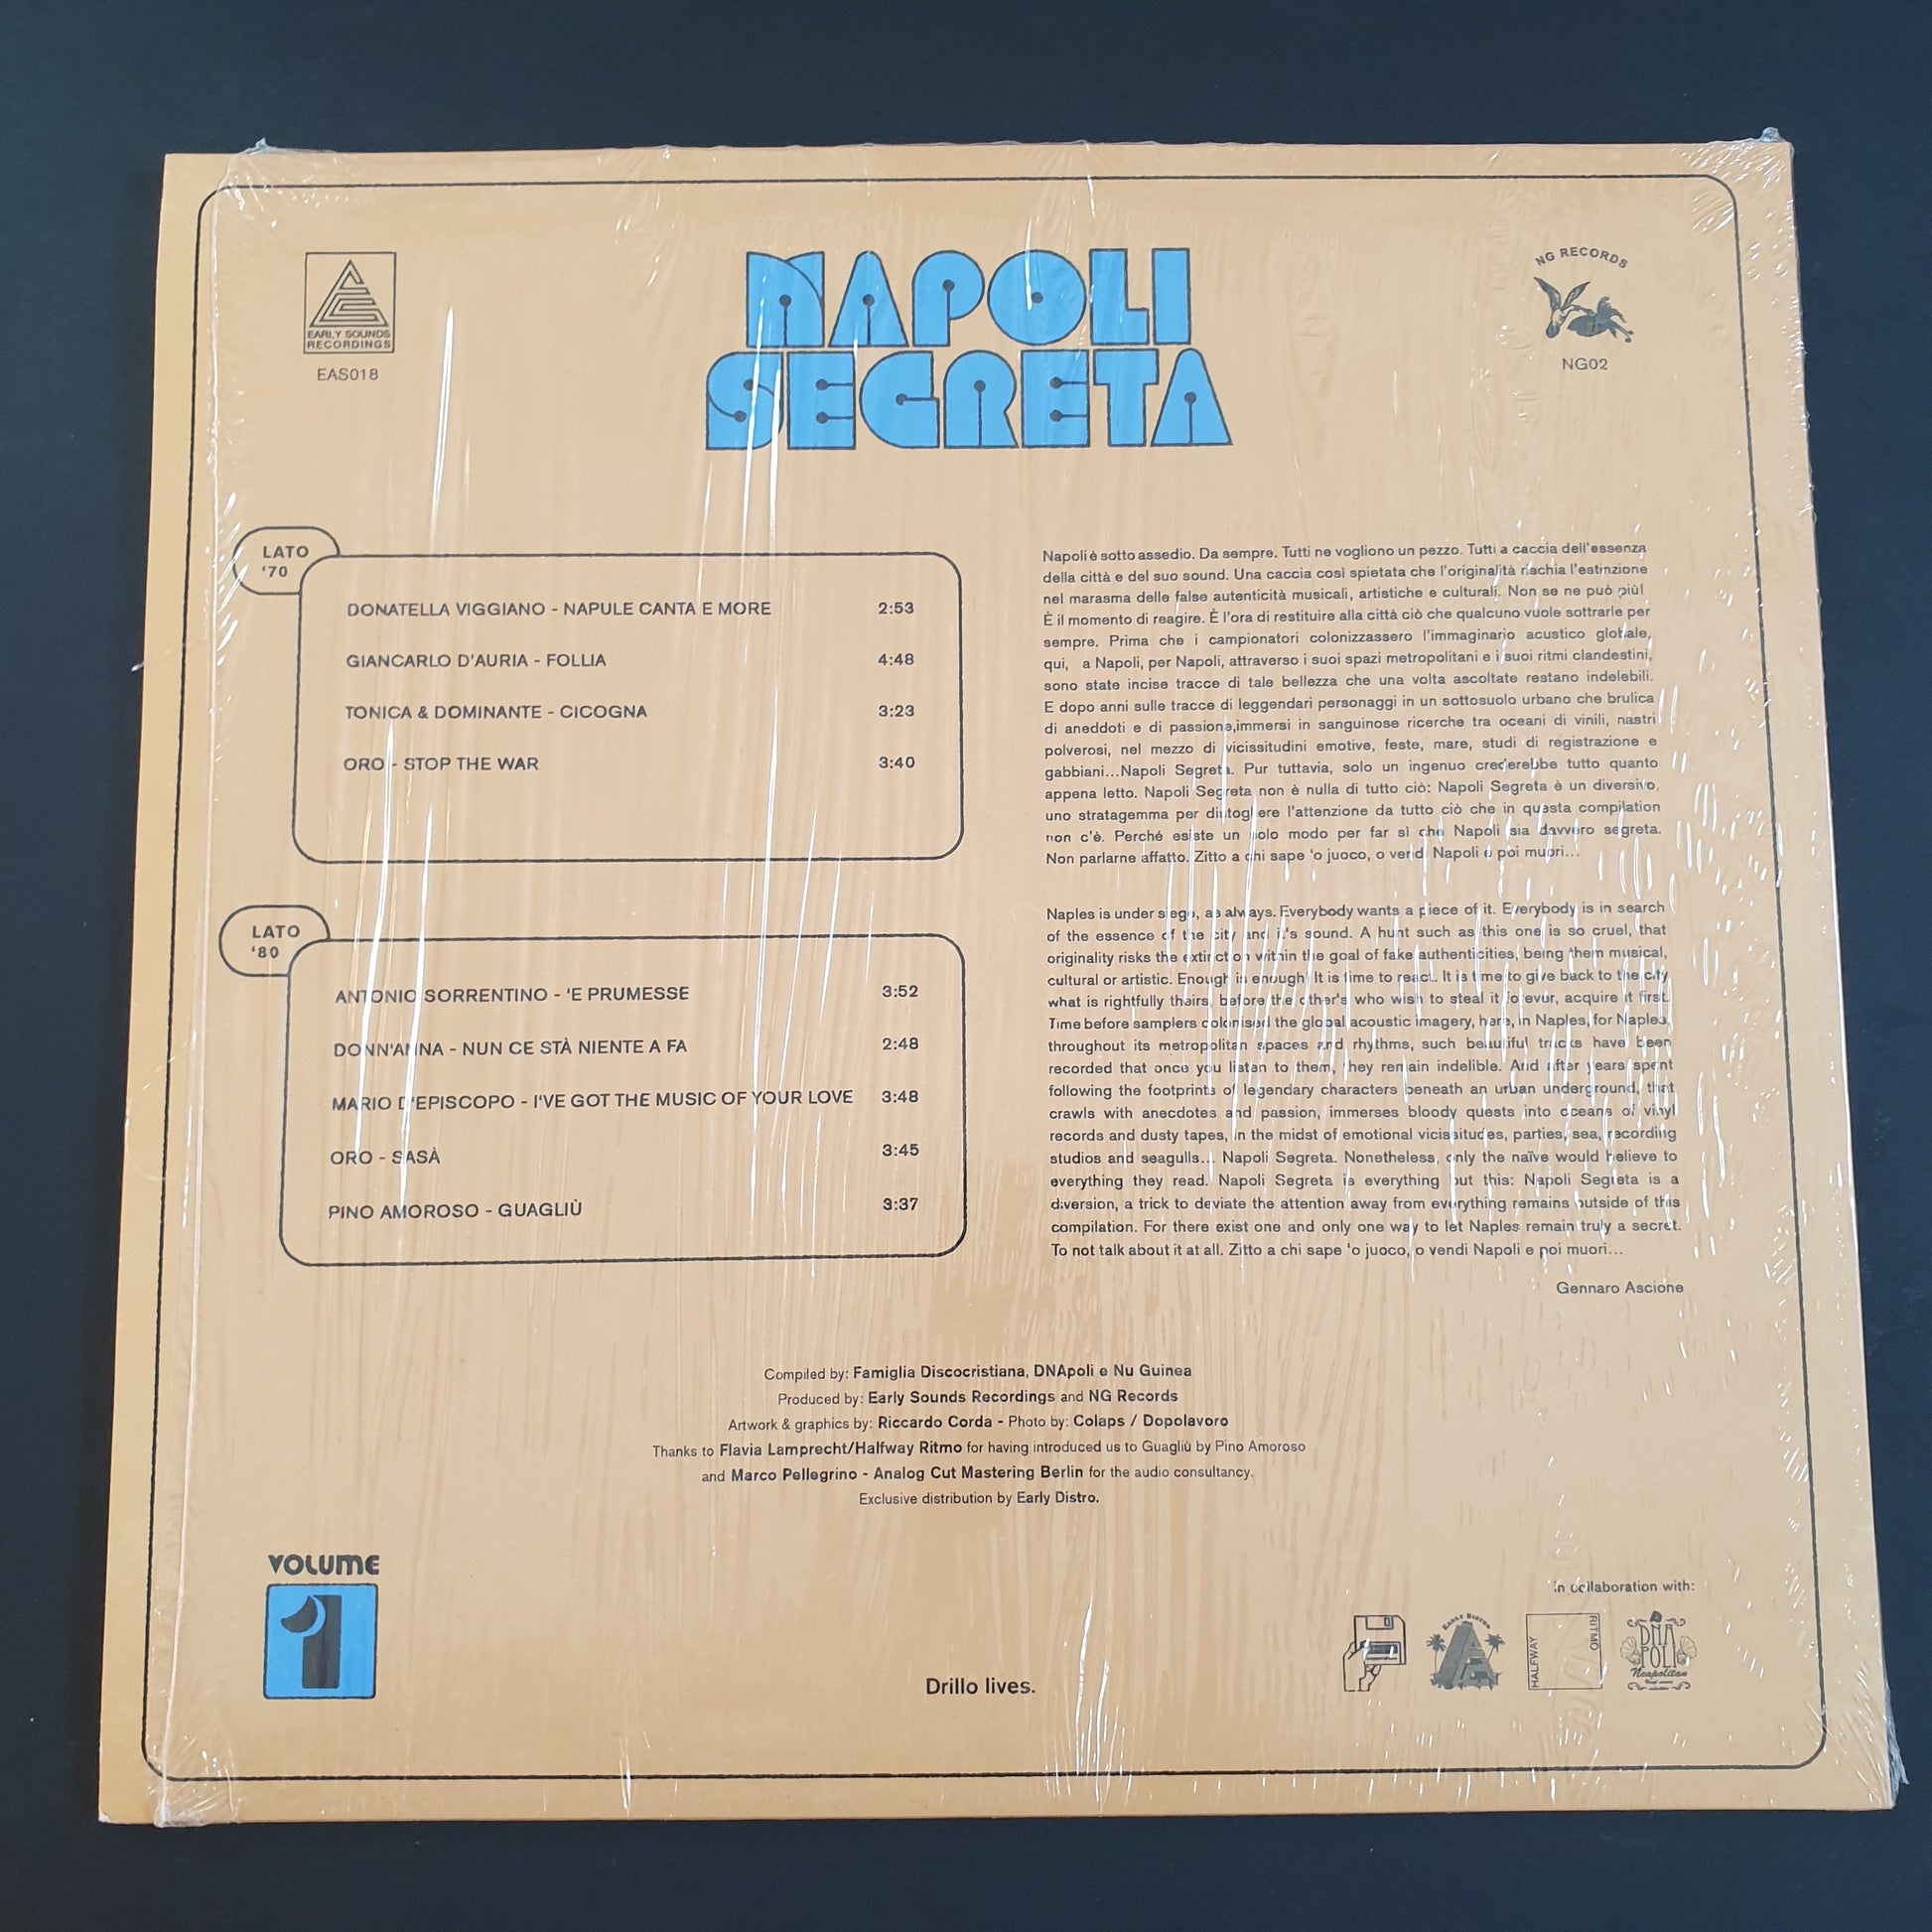 EARLY SOUNDS
RECORDINGS
EAS018
NAPOLI
SEGRETA
NG RECORDS
NG02
LATO
'70
DONATELLA VIGGIANO - NAPULE CANTA E MORE 2:53
GIANCARLO D'AURIA - FOLLIA 4:48
TONICA & DOMINANTE - CICOGNA 3:23
ORO - STOP THE WAR 3:40
LATO
'80
ANTONIO SORRENTINO - 'E PRUMESSE 3:52
DONN'ANNA - NUN CE STÀ NIENTE A FA 2:48
MARIO D'EPISCOPO - I'VE GOT THE MUSIC OF YOUR LOVE 3:48
ORO - SASÀ 3:45
PINO AMOROSO - GUAGLIÙ 3:37
Napoli è sotto assedio. Da sempre. Tutti ne vogliono un pezzo. Tutti a caccia dell'essenza
della città e del suo sound. Una caccia così spietata che l'originalità rischia l'estinzione
nel marasma delle false autenticità musicali, artistiche e culturali. Non se ne può più!
È il momento di reagire. È l'ora di restituire alla città ciò che qualcuno vuole sottrarle per
sempre. Prima che i campionatori colonizzassero l'immaginario acustico globale,
qui, a Napoli, per Napoli, attraverso i suoi spazi metropolitani e i suoi ritmi clandestini,
sono state incise tracce di tale bellezza che una volta ascoltate restano indelebili.
E dopo anni sulle tracce di leggendari personaggi in un sottosuolo urbano che brulica
di aneddoti e di passione,immersi in sanguinose ricerche tra oceani di vinili, nastri
polverosi, nel mezzo di vicissitudini emotive, feste, mare, studi di registrazione e
gabbiani...Napoli Segreta. Pur tuttavia, solo un ingenuo crederebbe tutto quanto
appena letto. Napoli Segreta non è nulla di tutto ciò: Napoli Segreta è un diversivo,
uno stratagemma per distogliere l'attenzione da tutto ciò che in questa compilation
non c'è. Perché esiste un solo modo per far sì che Napoli sia davvero segreta.
Non parlarne affatto. Zitto a chi sape 'o juoco, o vendi Napoli e poi muori...
Naples is under siege, as always. Everybody wants a piece of it. Everybody is in search
of the essence of the city and it's sound. A hunt such as this one is so cruel, that
originality risks the extinction within the goal of fake authenticities, being them musical,
cultural or artistic. Enough is enough! It is time to react. It is time to give back to the city
what is rightfully theirs, before the other's who wish to steal it forever, acquire it first.
Time before samplers colonised the global acoustic imagery, here, in Naples, for Naples,
throughout its metropolitan spaces and rhythms, such beautiful tracks have been
recorded that once you listen to them, they remain indelible. And after years spent
following the footprints of legendary characters beneath an urban underground, that
crawls with anecdotes and passion, immerses bloody quests into oceans of vinyl
records and dusty tapes, in the midst of emotional vicissitudes, parties, sea, recording
studios and seagulls... Napoli Segreta. Nonetheless, only the naïve would believe to
everything they read. Napoli Segreta is everything but this: Napoli Segreta is a
diversion, a trick to deviate the attention away from everything remains outside of this
compilation. For there exist one and only one way to let Naples remain truly a secret.
To not talk about it at all. Zitto a chi sape 'o juoco, o vendi Napoli e poi muori...
Gennaro Ascione
Compiled by: Famiglia Discocristiana, DNApoli e Nu Guinea
Produced by: Early Sounds Recordings and NG Records
Artwork & graphics by: Riccardo Corda - Photo by: Colaps / Dopolavoro
Thanks to Flavia Lamprecht/Halfway Ritmo for having introduced us to Guagliù by Pino Amoroso
and Marco Pellegrino - Analog Cut Mastering Berlin for the audio consultancy.
Exclusive distribution by Early Distro.
VOLUME
1
Drillo lives.
in collaboration with:
EARLY DISTRO
HALFWAY
RITMO
DNA
POLI
Neapolitan